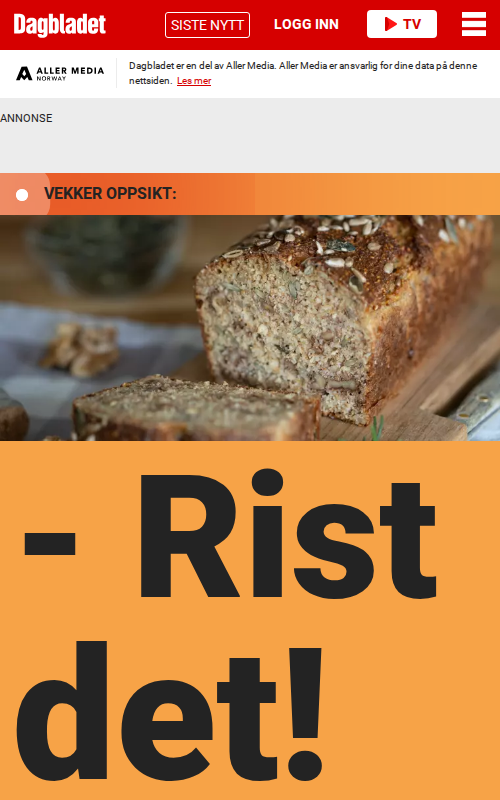 Dagbladet
SISTE NYTT
LOGG INN
TV
ALLER MEDIA
NORWAY
Dagbladet er en del av Aller Media. Aller Media er ansvarlig for dine data på denne
nettsiden. Les mer
ANNONSE
VEKKER OPPSIKT:
- Rist
det!